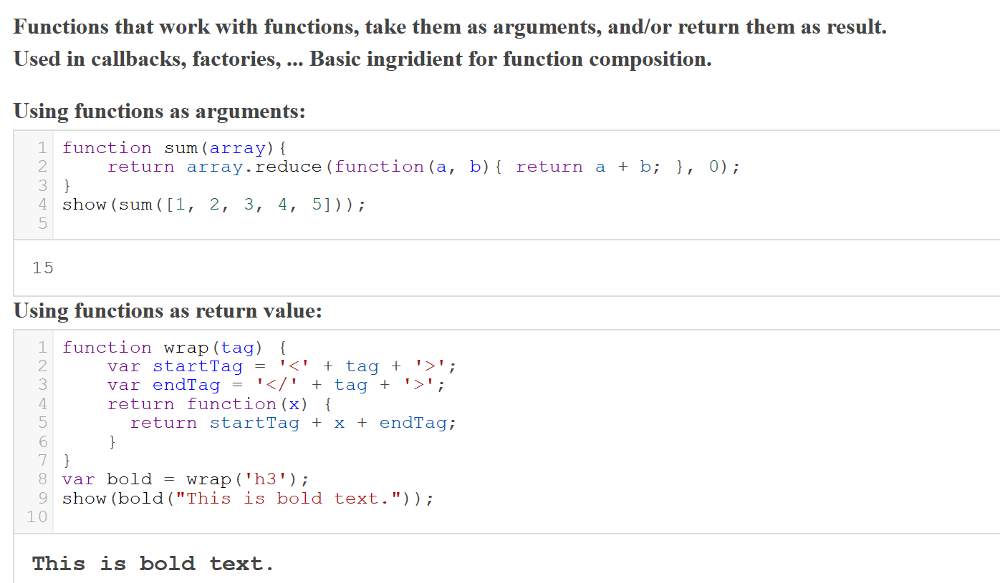 Functions that work with functions, take them as arguments, and/or return them as result.
Used in callbacks, factories, ... Basic ingridient for function composition.
Using functions as arguments:
1 function sum(array){
2     return array.reduce(function(a, b){ return a + b; }, 0);
3 }
4 show(sum([1, 2, 3, 4, 5]));
5
15
Using functions as return value:
1 function wrap(tag) {
2     var startTag = '<' + tag + '>';
3     var endTag = '</' + tag + '>';
4     return function(x) {
5       return startTag + x + endTag;
6     }
7 }
8 var bold = wrap('h3');
9 show(bold("This is bold text."));
10
This is bold text.